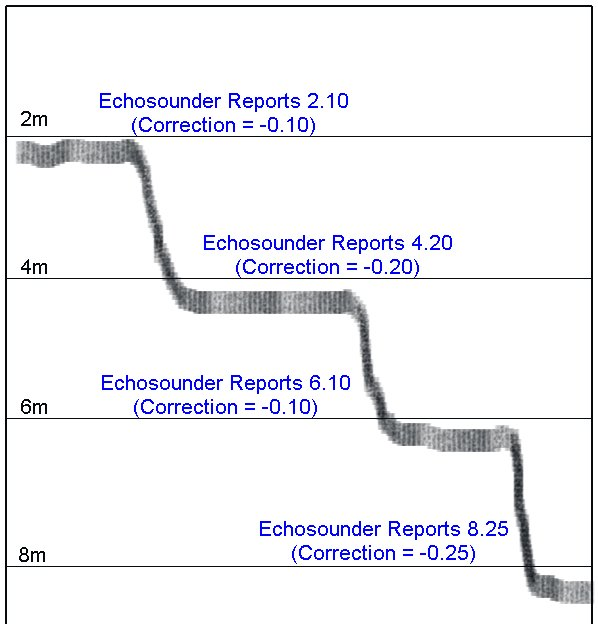 Echosounder Reports 2.10
2m
(Correction = -0.10)
Echosounder Reports 4.20
4m
(Correction = -0.20)
Echosounder Reports 6.10
6m
(Correction = -0.10)
Echosounder Reports 8.25
8m
(Correction = -0.25)